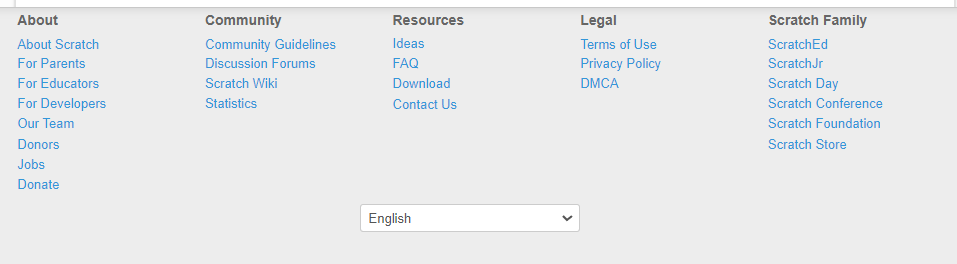 About
About Scratch
For Parents
For Educators
For Developers
Our Team
Donors
Jobs
Donate
Community
Community Guidelines
Discussion Forums
Scratch Wiki
Statistics
Resources
Ideas
FAQ
Download
Contact Us
Legal
Terms of Use
Privacy Policy
DMCA
Scratch Family
ScratchEd
ScratchJr
Scratch Day
Scratch Conference
Scratch Foundation
Scratch Store
English